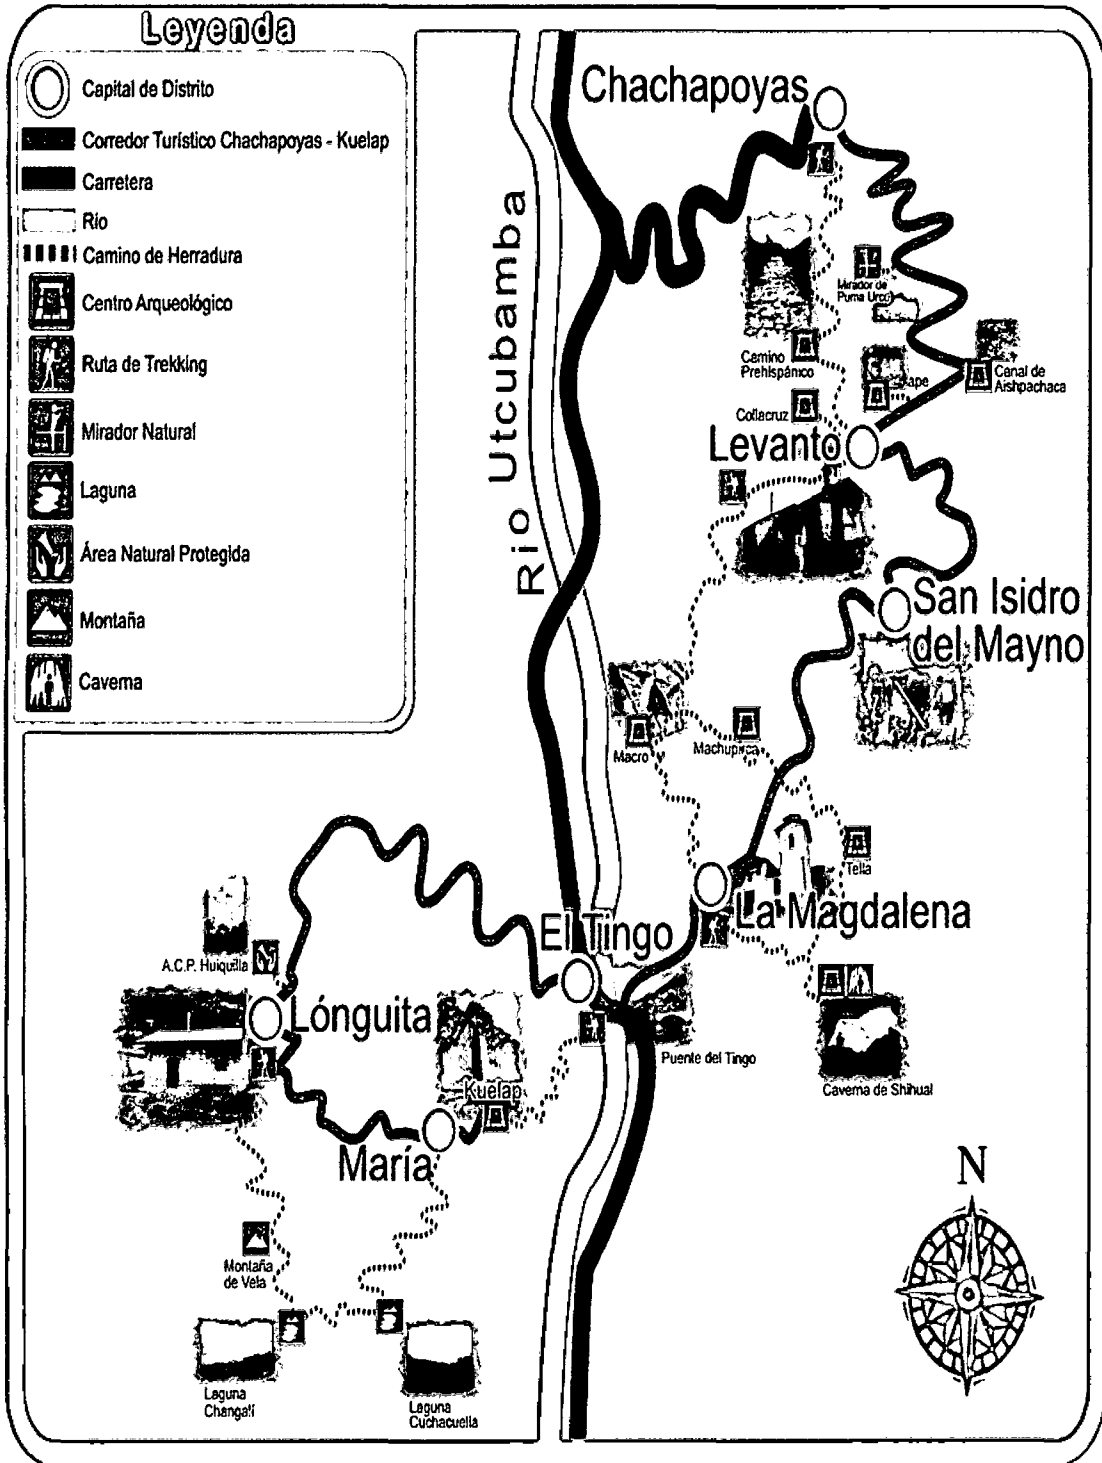 Leyenda
Capital de Distrito
Corredor Turístico Chachapoyas - Kuelap
Carretera
Río
Camino de Herradura
Centro Arqueológico
Ruta de Trekking
Mirador Natural
Laguna
Área Natural Protegida
Montaña
Caverna
Río Utcubamba
Chachapoyas
Mirador de
Puma Urco
Camino
Prehispánico
Canal de
Aishpachaca
Collacruz
Levanto
San Isidro
del Mayno
Macro
Machupirca
Tella
La Magdalena
El Tingo
A.C.P. Huiquilla
Lónguita
Puente del Tingo
Caverna de Shihual
Kuelap
María
N
Montaña
de Vela
Laguna
Changalí
Laguna
Cuchacuella